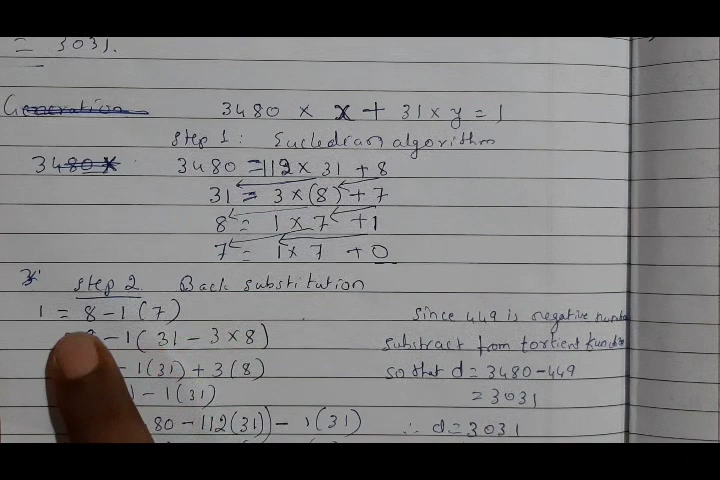 = 3031.
Generation 3480 × x + 31 × y = 1
Step 1: Eucledian algorithm
3480 × 3480 = 112 × 31 + 8
31 = 3 × (8) + 7
8 = 1 × 7 + 1
7 = 1 × 7 + 0
Step 2. Back substitution
1 = 8 - 1 (7)
- 1 ( 31 - 3 × 8)
- 1(31) + 3 (8)
- 1 (31)
80 - 112(31)) - 1 (31)
Since 449 is negative
substract from tortient
so that d = 3480 - 449
= 3031
∴ d = 3031